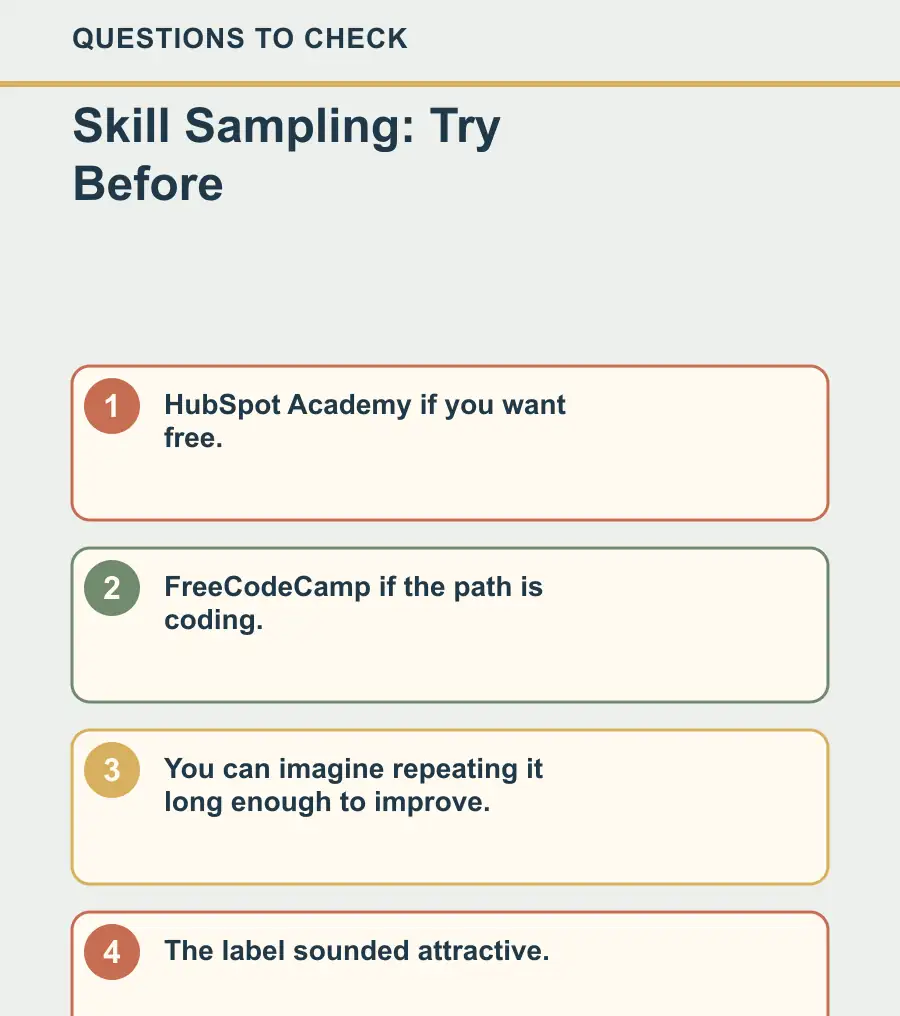 QUESTIONS TO CHECK
Skill Sampling: Try
Before
1
HubSpot Academy if you want
free.
2
FreeCodeCamp if the path is
coding.
3
You can imagine repeating it
long enough to improve.
4
The label sounded attractive.